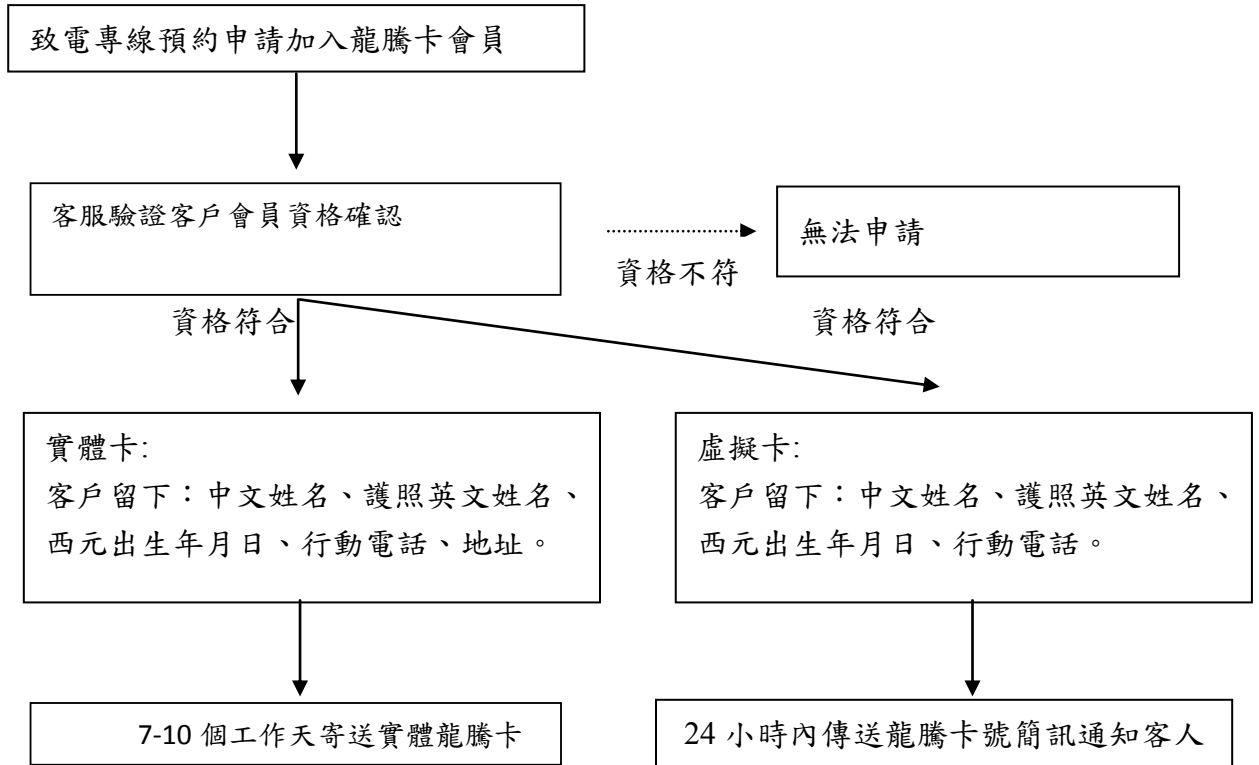 致電專線預約申請加入龍騰卡會員
客服驗證客戶會員資格確認
無法申請
資格不符
資格符合
資格符合
實體卡:
客戶留下：中文姓名、護照英文姓名、
西元出生年月日、行動電話、地址。
虛擬卡:
客戶留下：中文姓名、護照英文姓名、
西元出生年月日、行動電話。
7-10 個工作天寄送實體龍騰卡
24 小時內傳送龍騰卡號簡訊通知客人